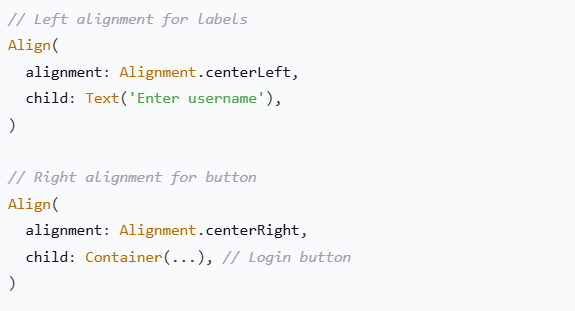 // Left alignment for labels
Align(
  alignment: Alignment.centerLeft,
  child: Text('Enter username'),
)

// Right alignment for button
Align(
  alignment: Alignment.centerRight,
  child: Container(...), // Login button
)